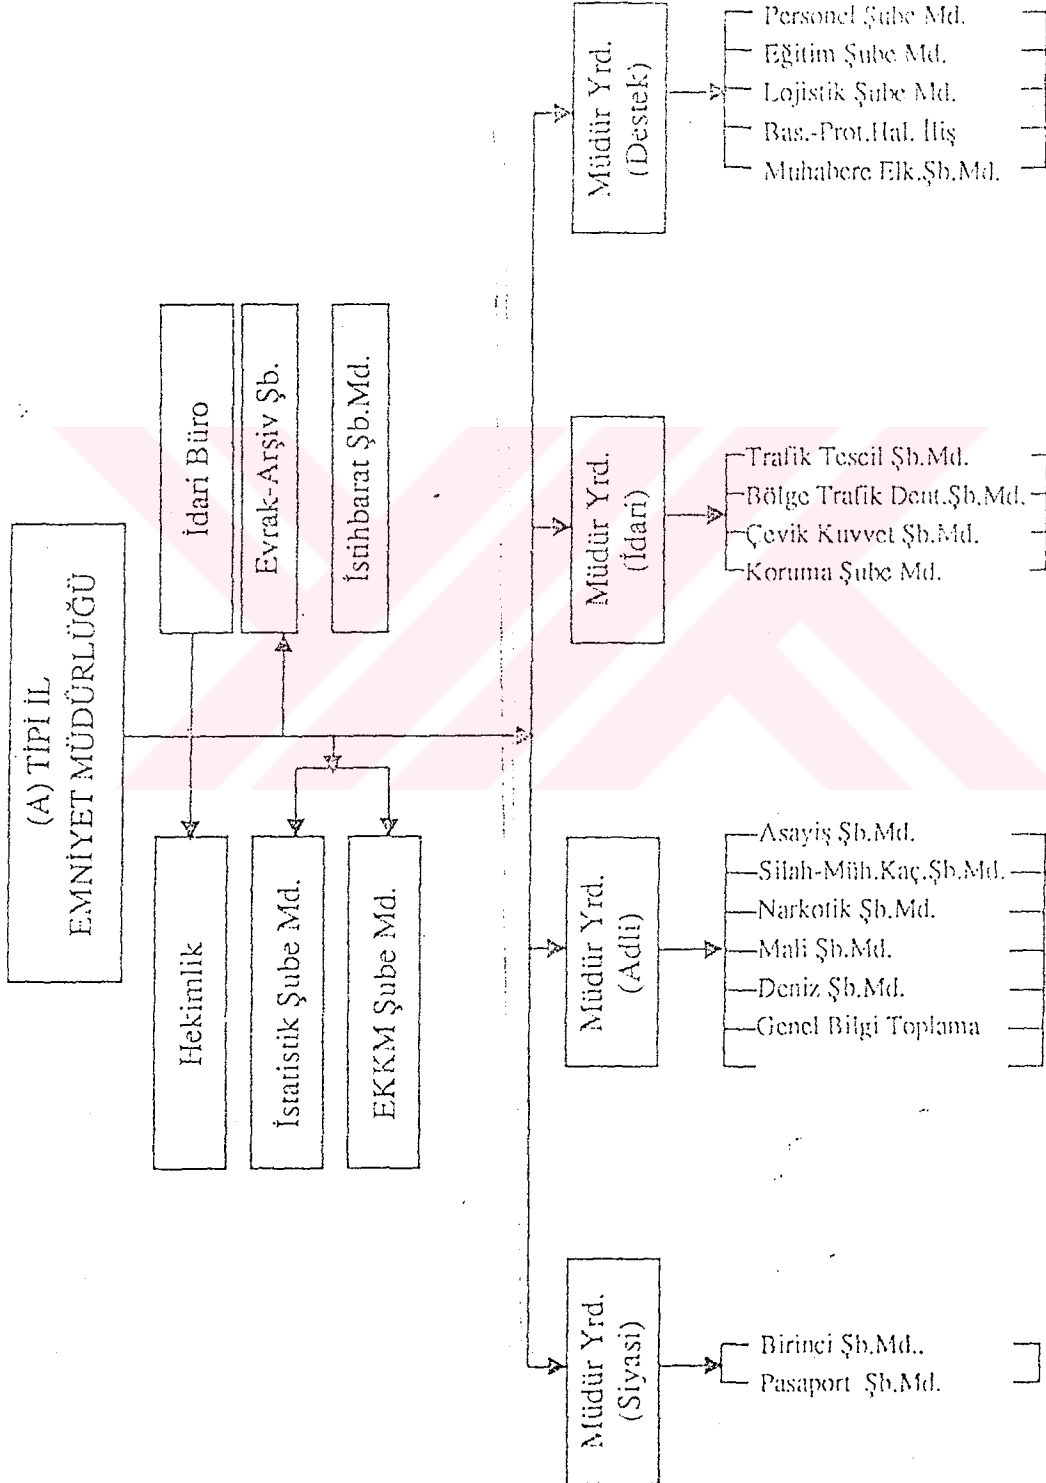 (A) TİPİ İL
EMNİYET MÜDÜRLÜĞÜ
Hekimlik
İdari Büro
İstatistik Şube Md.
Evrak-Arşiv Şb.
EKKM Şube Md.
İstihbarat Şb.Md.
Müdür Yrd.
(Siyasi)
Birinci Şb.Md..
Pasaport Şb.Md.
Müdür Yrd.
(Adli)
Asayiş Şb.Md.
Silah-Müh.Kaç.Şb.Md.
Narkotik Şb.Md.
Mali Şb.Md.
Deniz Şb.Md.
Genel Bilgi Toplama
Müdür Yrd.
(İdari)
Trafik Tescil Şb.Md.
Bölge Trafik Dent.Şb.Md.
Çevik Kuvvet Şb.Md.
Koruma Şube Md.
Müdür Yrd.
(Destek)
Personel Şube Md.
Eğitim Şube Md.
Lojistik Şube Md.
Bas.-Prot.Hal. İliş
Muhabere Elk.Şb.Md.